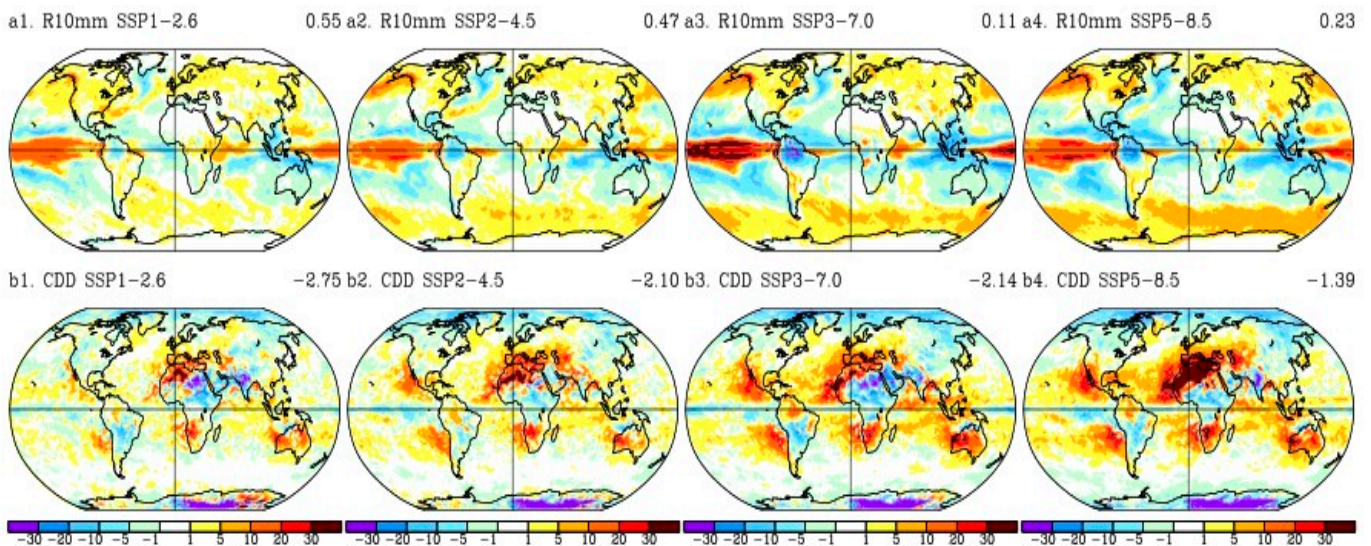 a1. R10mm SSP1-2.6 0.55 a2. R10mm SSP2-4.5 0.47 a3. R10mm SSP3-7.0 0.11 a4. R10mm SSP5-8.5 0.23
b1. CDD SSP1-2.6 -2.75 b2. CDD SSP2-4.5 -2.10 b3. CDD SSP3-7.0 -2.14 b4. CDD SSP5-8.5 -1.39
-30 -20 -10 -5 -1 1 5 10 20 30 -30 -20 -10 -5 -1 1 5 10 20 30 -30 -20 -10 -5 -1 1 5 10 20 30 -30 -20 -10 -5 -1 1 5 10 20 30